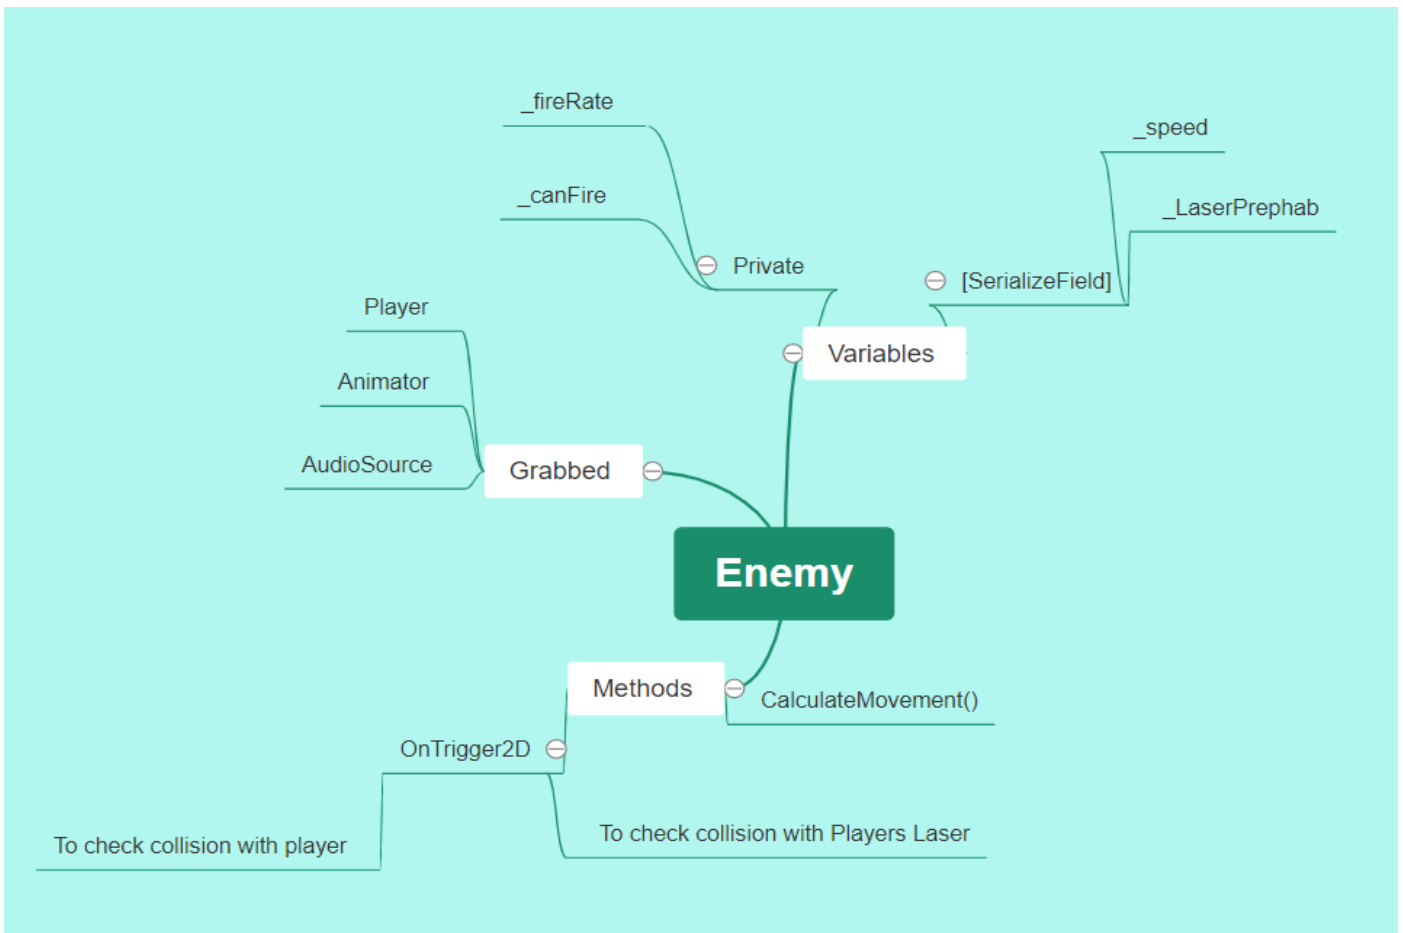 _fireRate
_speed
_canFire
_LaserPrephab
Private
[SerializeField]
Player
Variables
Animator
AudioSource
Grabbed
Enemy
Methods
CalculateMovement()
OnTrigger2D
To check collision with Players Laser
To check collision with player